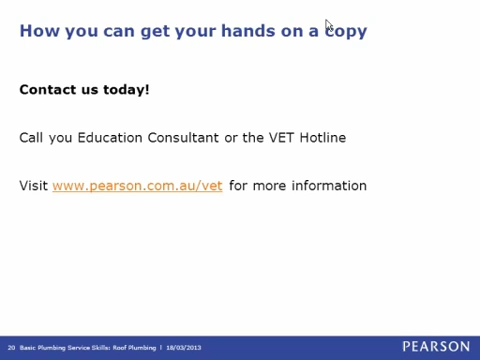 How you can get your hands on a copy
Contact us today!
Call you Education Consultant or the VET Hotline
Visit www.pearson.com.au/vet for more information
20 Basic Plumbing Service Skills: Roof Plumbing | 18/03/2013
PEARSON